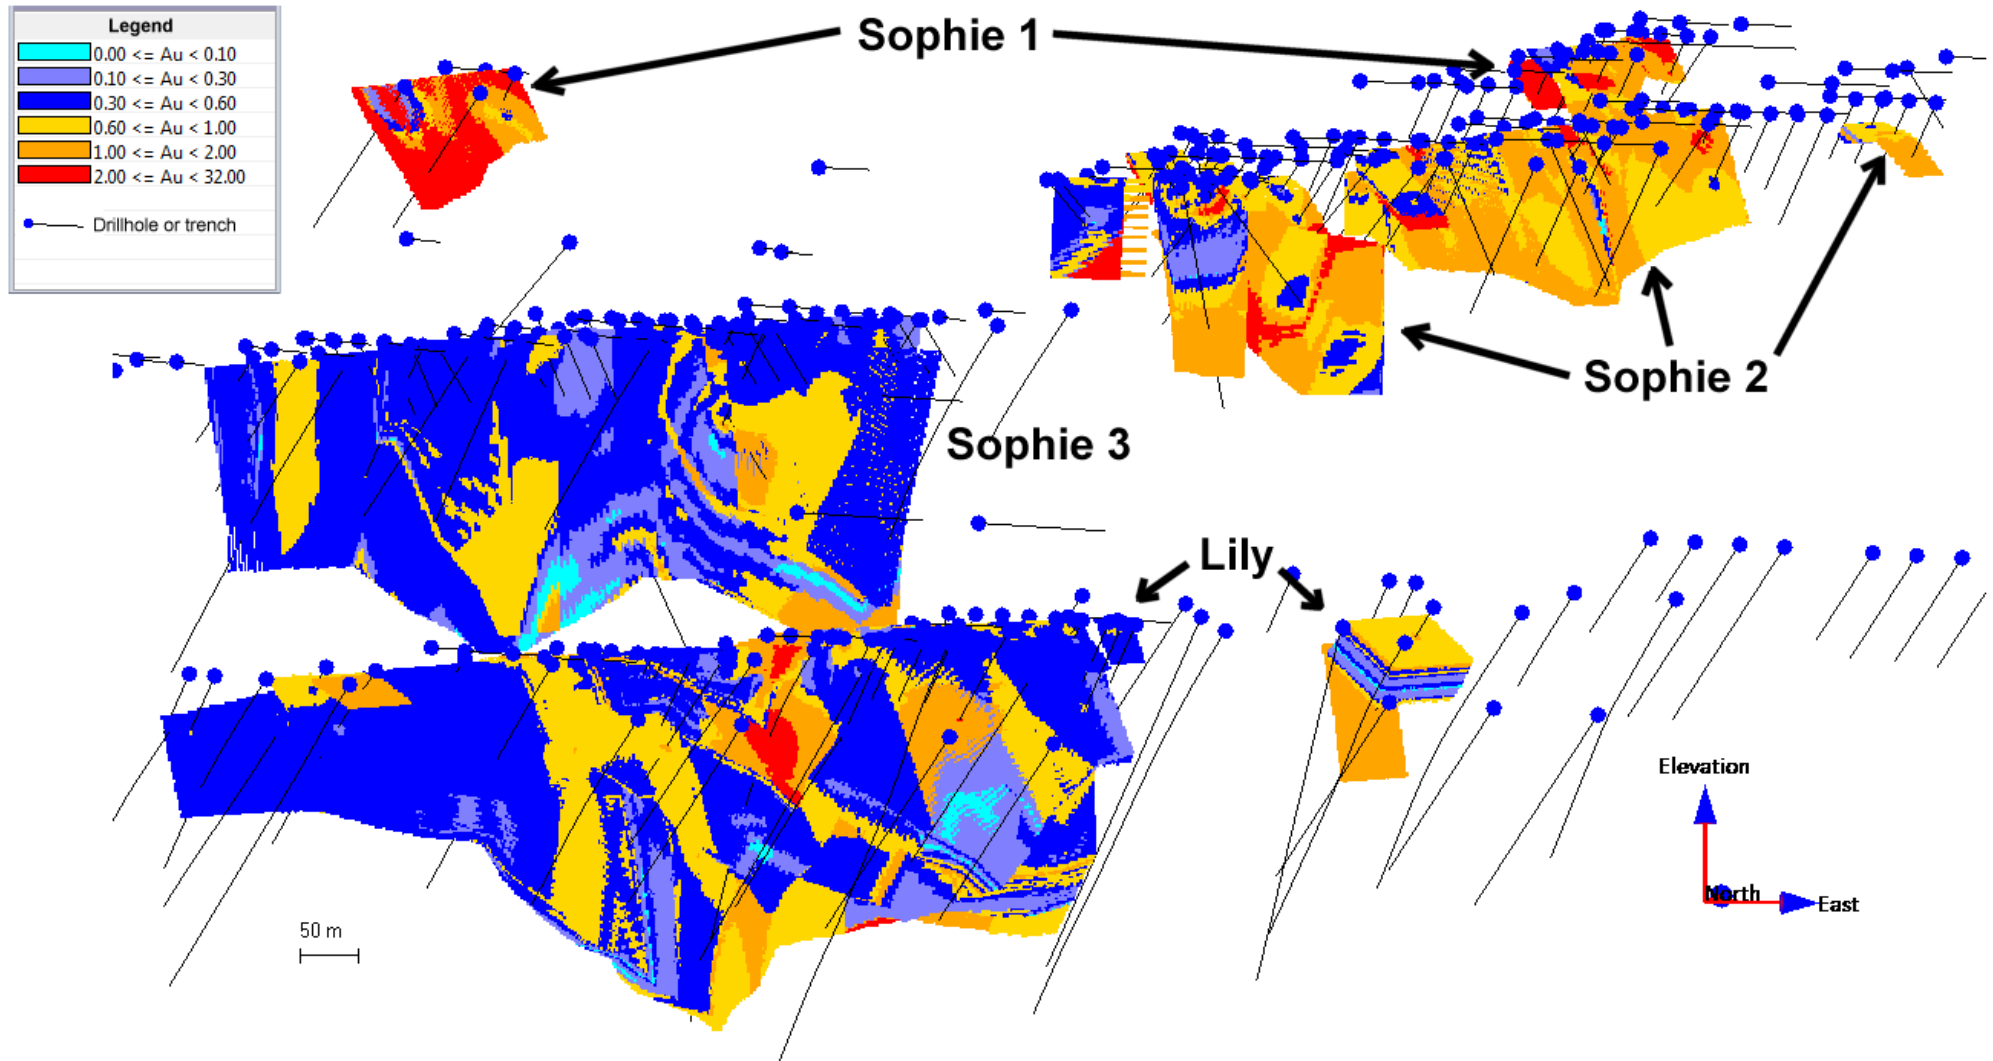 Legend
0.00 <= Au < 0.10
0.10 <= Au < 0.30
0.30 <= Au < 0.60
0.60 <= Au < 1.00
1.00 <= Au < 2.00
2.00 <= Au < 32.00
Drillhole or trench
Sophie 1
Sophie 2
Sophie 3
Lily
Elevation
North
East
50 m